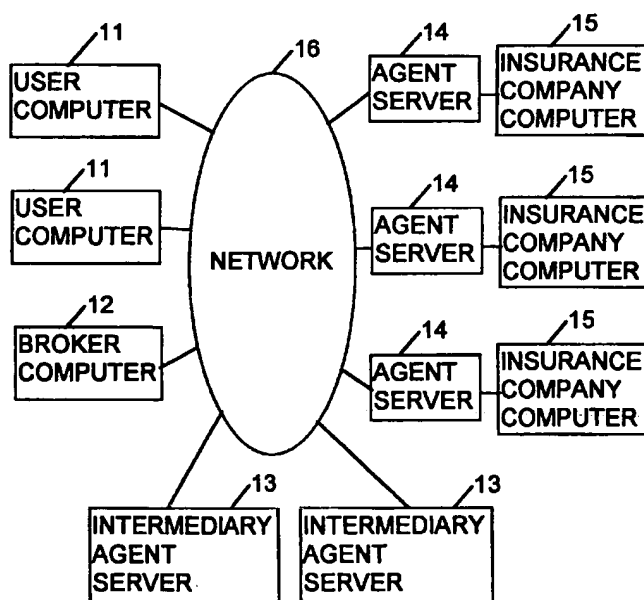 11
USER
COMPUTER
11
USER
COMPUTER
12
BROKER
COMPUTER
16
NETWORK
14
AGENT
SERVER
15
INSURANCE
COMPANY
COMPUTER
14
AGENT
SERVER
15
INSURANCE
COMPANY
COMPUTER
14
AGENT
SERVER
15
INSURANCE
COMPANY
COMPUTER
13
INTERMEDIARY
AGENT
SERVER
13
INTERMEDIARY
AGENT
SERVER